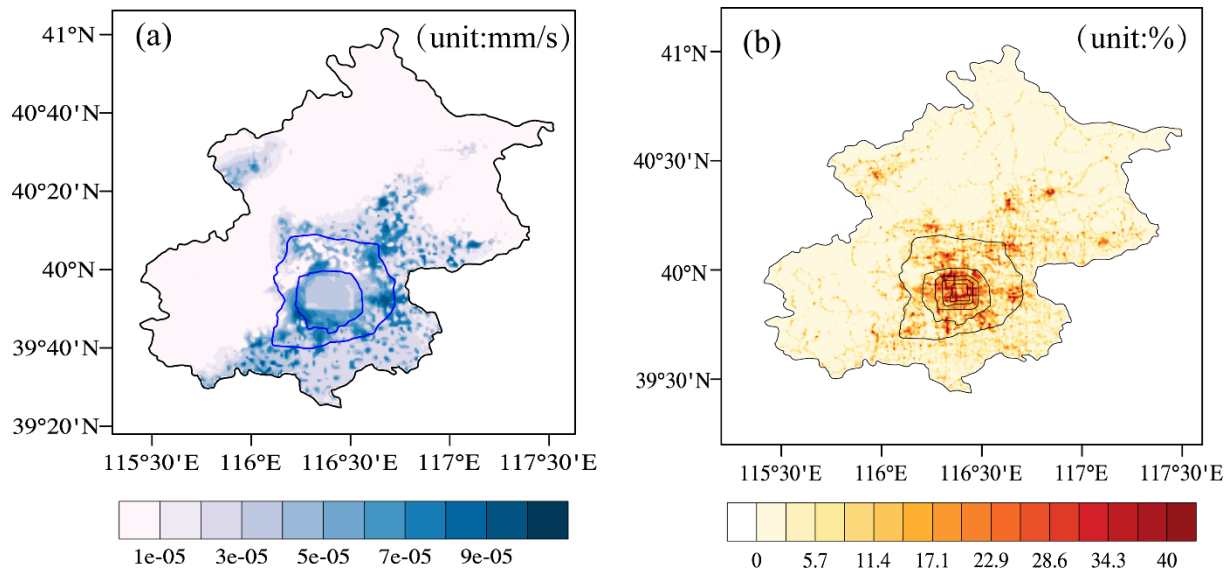 (a) (unit:mm/s)
41°N
40°40'N
40°20'N
40°N
39°40'N
39°20'N
115°30'E 116°E 116°30'E 117°E 117°30'E
1e-05 3e-05 5e-05 7e-05 9e-05
(b) (unit:%)
41°N
40°30'N
40°N
39°30'N
115°30'E 116°E 116°30'E 117°E 117°30'E
0 5.7 11.4 17.1 22.9 28.6 34.3 40